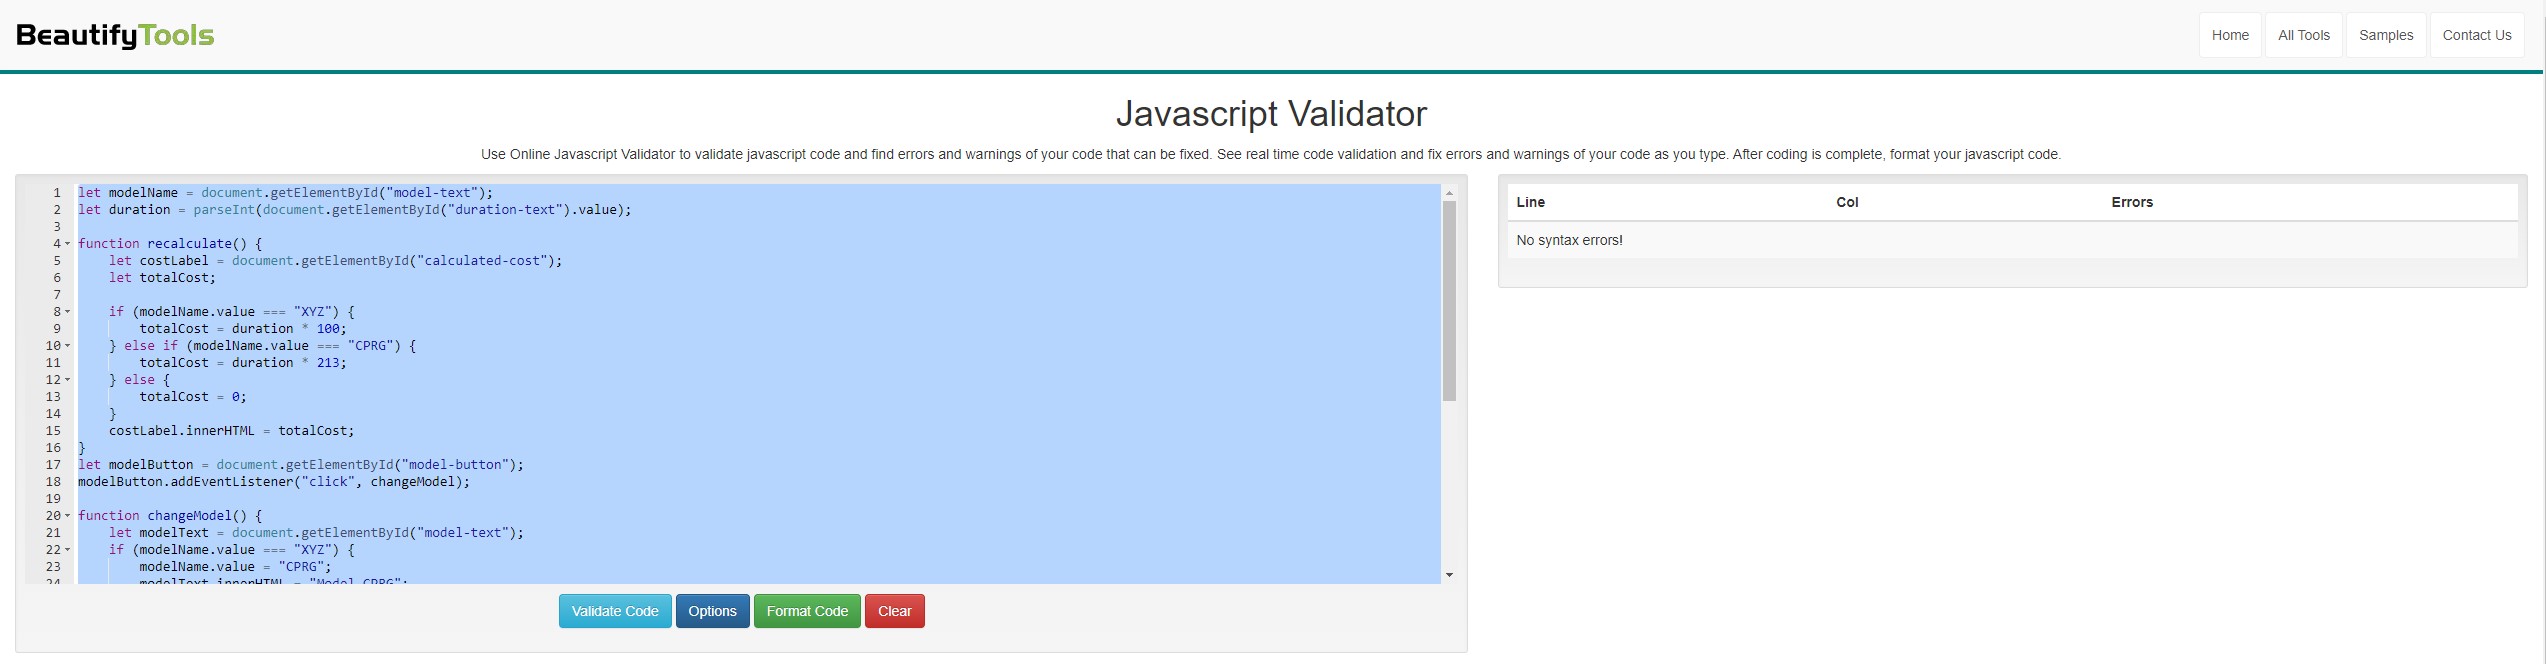 BeautifyTools
Home
All Tools
Samples
Contact Us
Javascript Validator
Use Online Javascript Validator to validate javascript code and find errors and warnings of your code that can be fixed. See real time code validation and fix errors and warnings of your code as you type. After coding is complete, format your javascript code.
1 let modelName = document.getElementById("model-text");
2 let duration = parseInt(document.getElementById("duration-text").value);
3
4 function recalculate() {
5 let costLabel = document.getElementById("calculated-cost");
6 let totalCost;
7
8 if (modelName.value === "XYZ") {
9 totalCost = duration * 100;
10 } else if (modelName.value === "CPRG") {
11 totalCost = duration * 213;
12 } else {
13 totalCost = 0;
14 }
15 costLabel.innerHTML = totalCost;
16 }
17 let modelButton = document.getElementById("model-button");
18 modelButton.addEventListener("click", changeModel);
19
20 function changeModel() {
21 let modelText = document.getElementById("model-text");
22 if (modelName.value === "XYZ") {
23 modelName.value = "CPRG";
24 modelText.innerHTML = "Model CPRG";
Validate Code
Options
Format Code
Clear
Line Col Errors
No syntax errors!